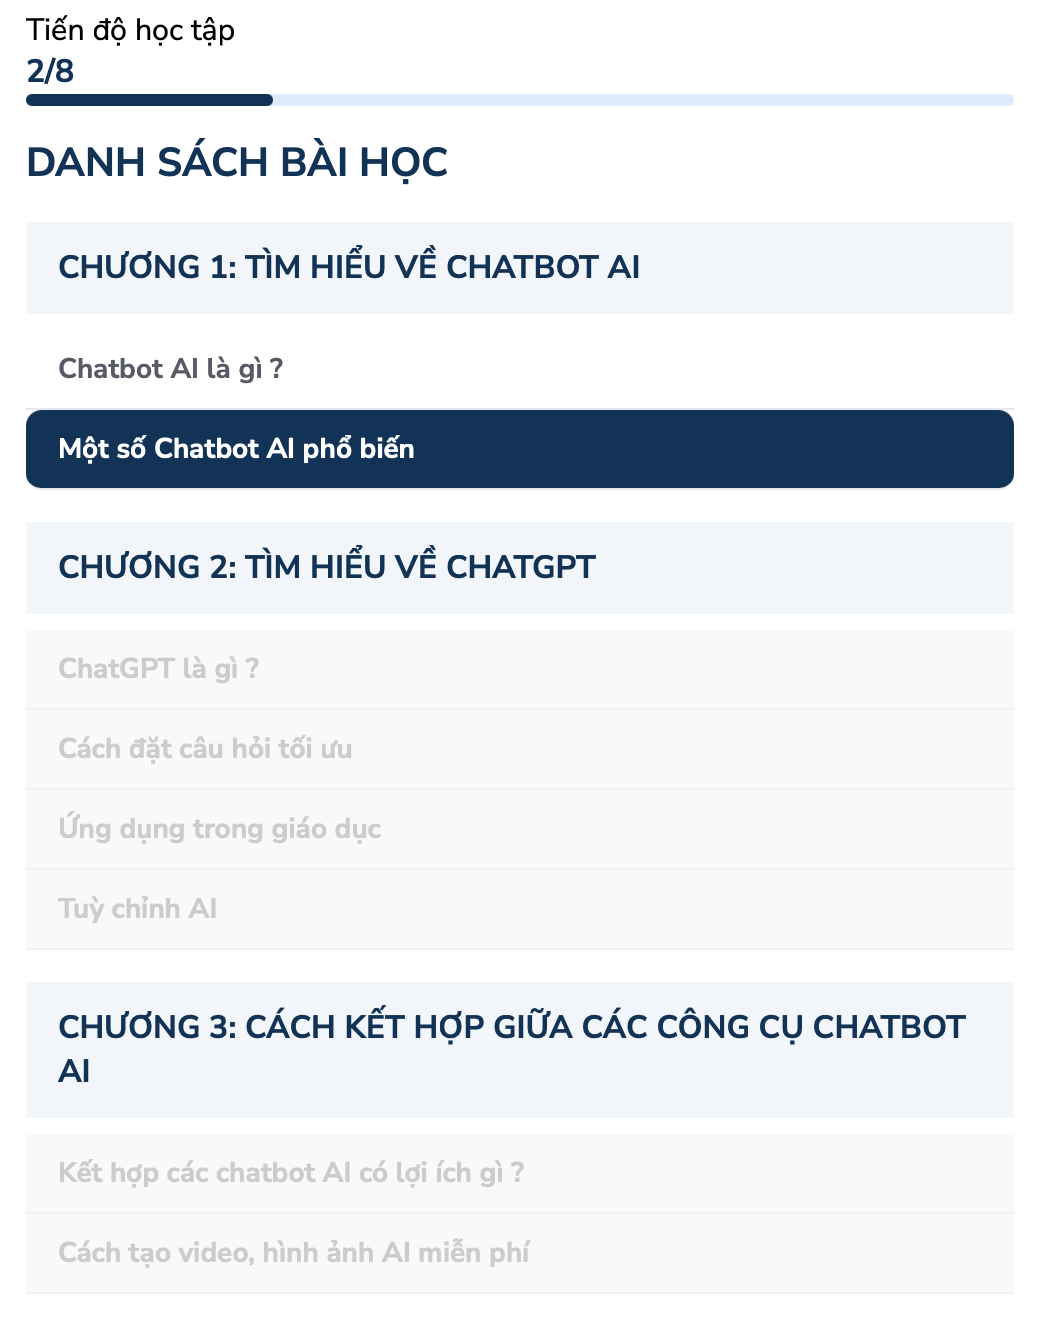 Tiến độ học tập
2/8
DANH SÁCH BÀI HỌC
CHƯƠNG 1: TÌM HIỂU VỀ CHATBOT AI
Chatbot AI là gì ?
Một số Chatbot AI phổ biến
CHƯƠNG 2: TÌM HIỂU VỀ CHATGPT
ChatGPT là gì ?
Cách đặt câu hỏi tối ưu
Ứng dụng trong giáo dục
Tuỳ chỉnh AI
CHƯƠNG 3: CÁCH KẾT HỢP GIỮA CÁC CÔNG CỤ CHATBOT
AI
Kết hợp các chatbot AI có lợi ích gì ?
Cách tạo video, hình ảnh AI miễn phí